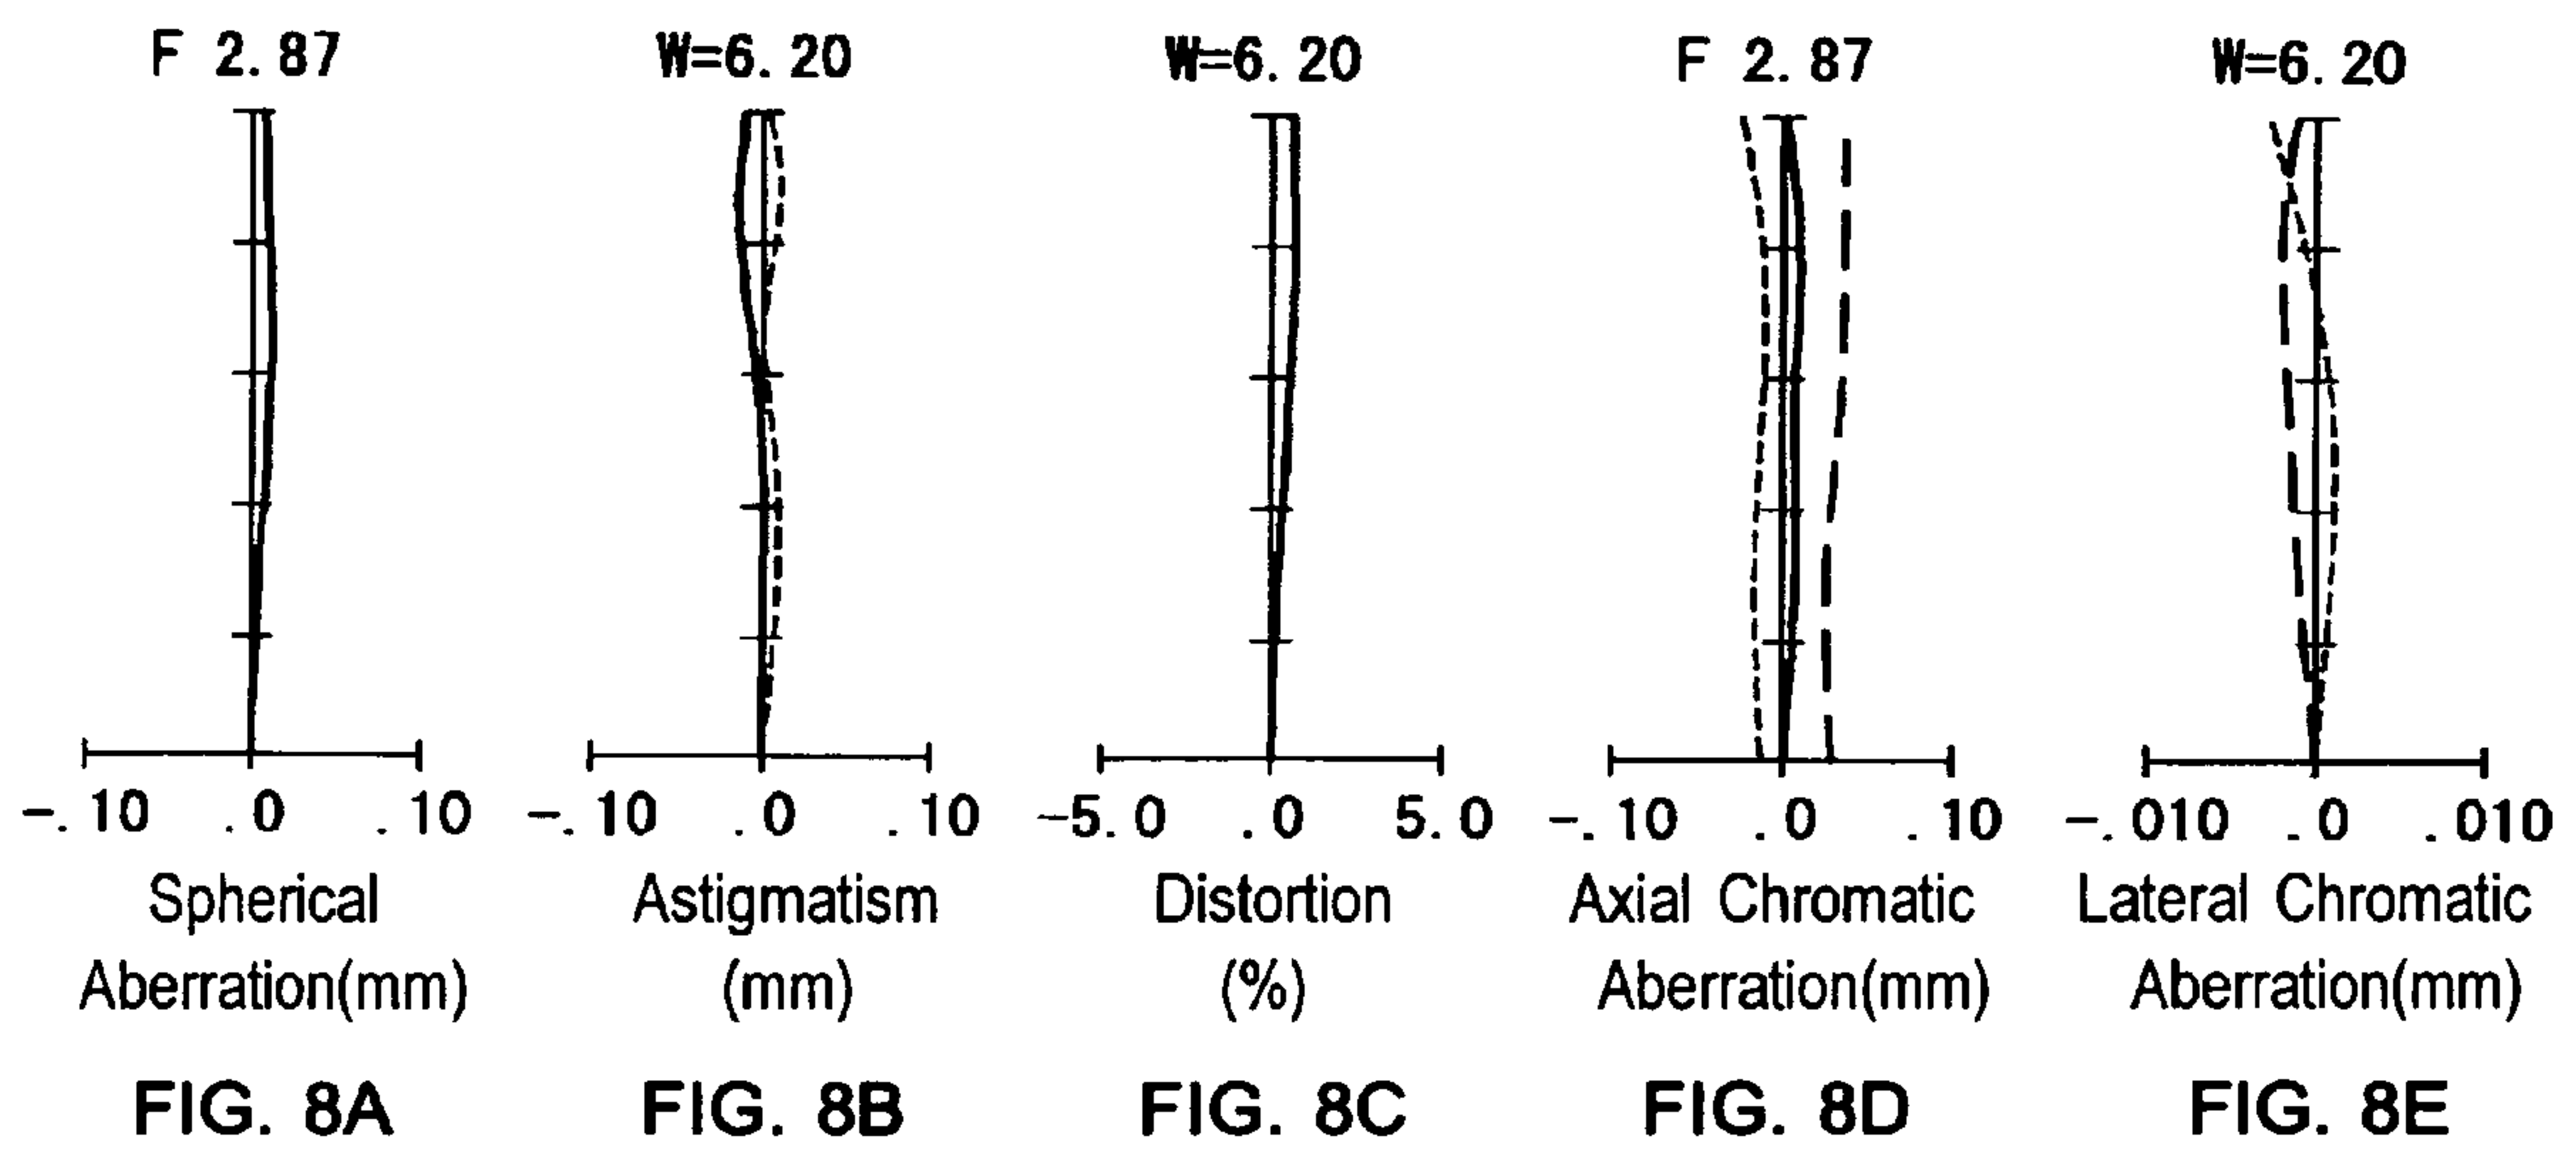 F 2.87
W=6.20
W=6.20
F 2.87
W=6.20
-.10 .0 .10
-.10 .0 .10
-5.0 .0 5.0
-.10 .0 .10
-.010 .0 .010
Spherical
Aberration(mm)
Astigmatism
(mm)
Distortion
(%)
Axial Chromatic
Aberration(mm)
Lateral Chromatic
Aberration(mm)
FIG. 8A
FIG. 8B
FIG. 8C
FIG. 8D
FIG. 8E